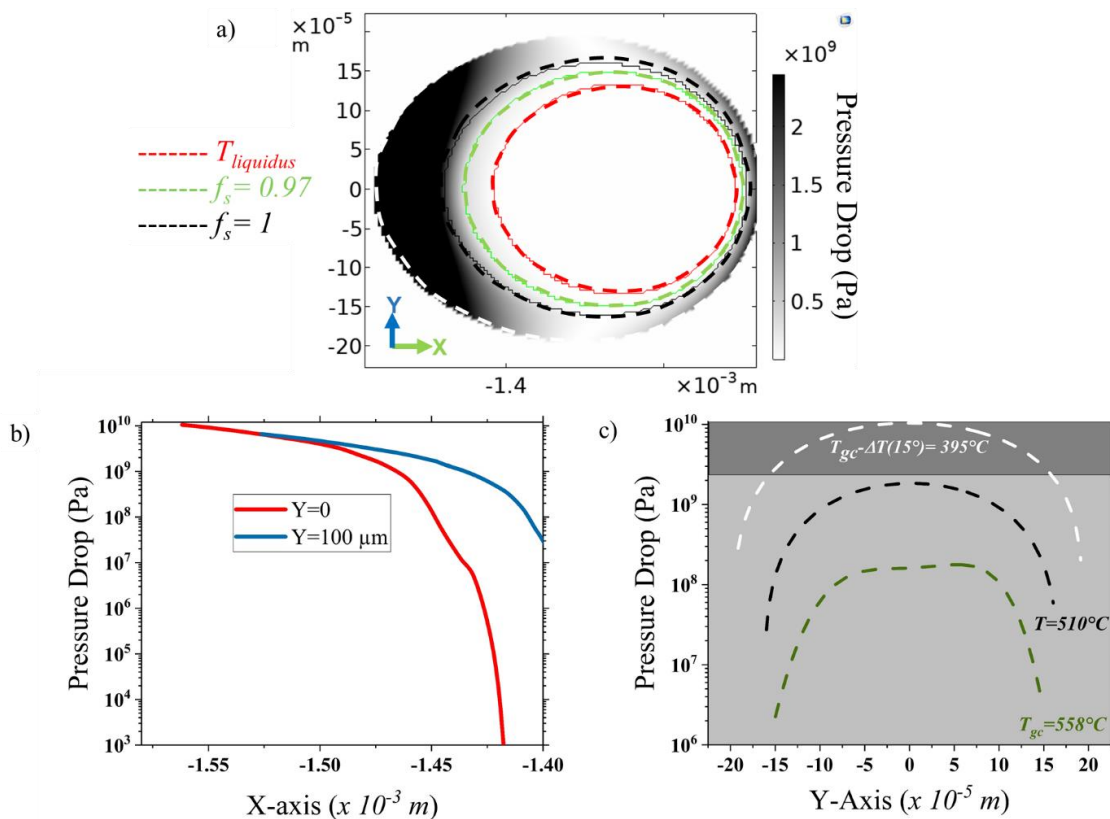 a)
×10⁻⁵
m
15
10
5
0
-5
-10
-15
-20
-1.4
×10⁻³ m
Y
X
T_liquidus
f_s= 0.97
f_s= 1
×10⁹
2
1.5
1
0.5
Pressure Drop (Pa)
b)
10¹⁰
10⁹
10⁸
10⁷
10⁶
10⁵
10⁴
10³
Pressure Drop (Pa)
Y=0
Y=100 µm
-1.55
-1.50
-1.45
-1.40
X-axis (x 10⁻³ m)
c)
10¹⁰
10⁹
10⁸
10⁷
10⁶
Pressure Drop (Pa)
T_gc-ΔT(15°)= 395°C
T=510°C
T_gc=558°C
-20
-15
-10
-5
0
5
10
15
20
Y-Axis (x 10⁻⁵ m)